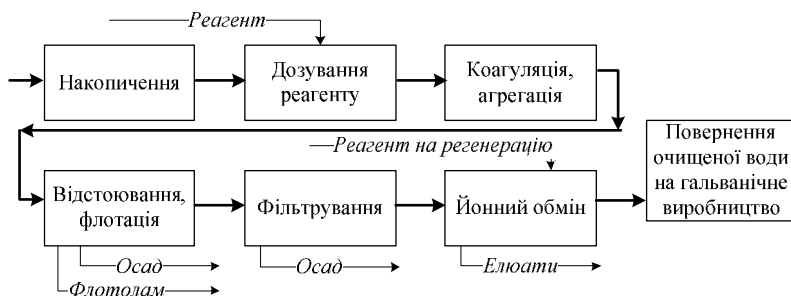 Реагент
Накопичення
Дозування
реагенту
Коагуляція,
агрегація
Реагент на регенерацію
Відстоювання,
флотація
Фільтрування
Йонний обмін
Повернення
очищеної води
на гальванічне
виробництво
Осад
Флотолам
Осад
Елюати